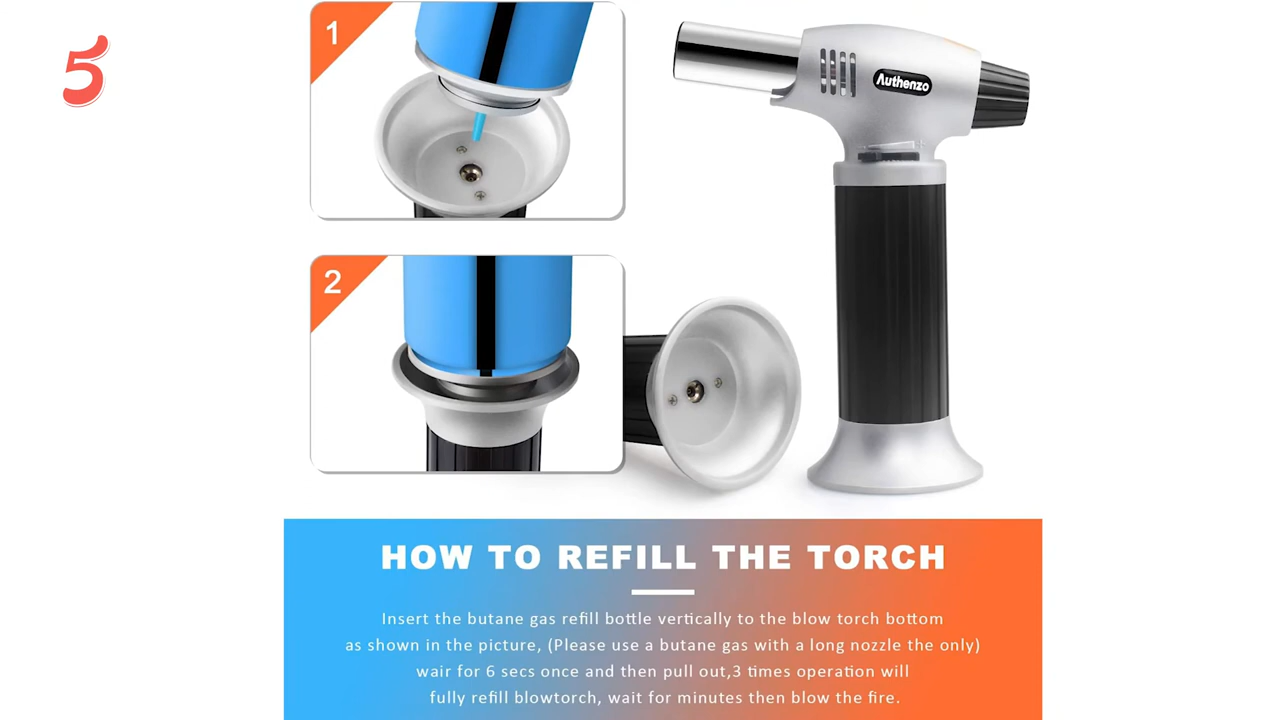 5
1
Authenzo
2
HOW TO REFILL THE TORCH
Insert the butane gas refill bottle vertically to the blow torch bottom
as shown in the picture, (Please use a butane gas with a long nozzle the only)
wair for 6 secs once and then pull out,3 times operation will
fully refill blowtorch, wait for minutes then blow the fire.